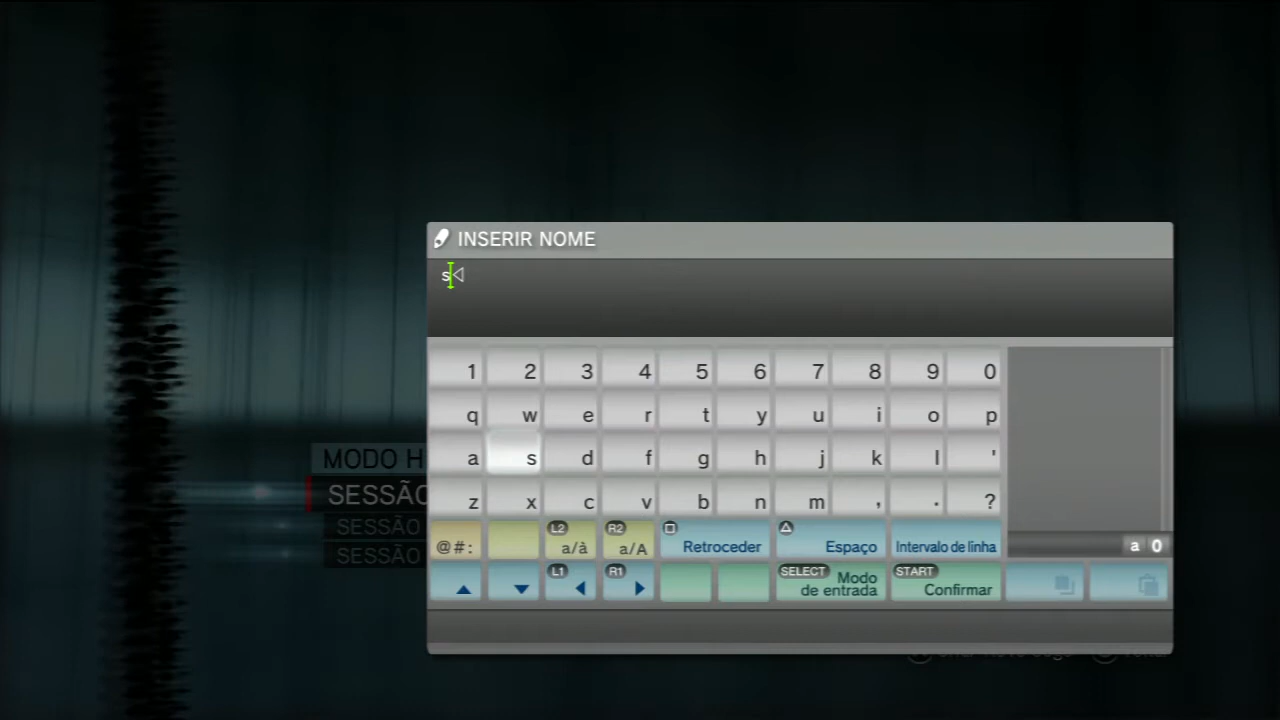 INSERIR NOME
s
1 2 3 4 5 6 7 8 9 0
q w e r t y u i o p
a s d f g h j k l '
z x c v b n m , . ?
MODO H
SESSÃO
SESSÃO
SESSÃO
@#: L2 a/à R2 a/A Retroceder Espaço Intervalo de linha
a 0
L1 R1 SELECT Modo de entrada START Confirmar